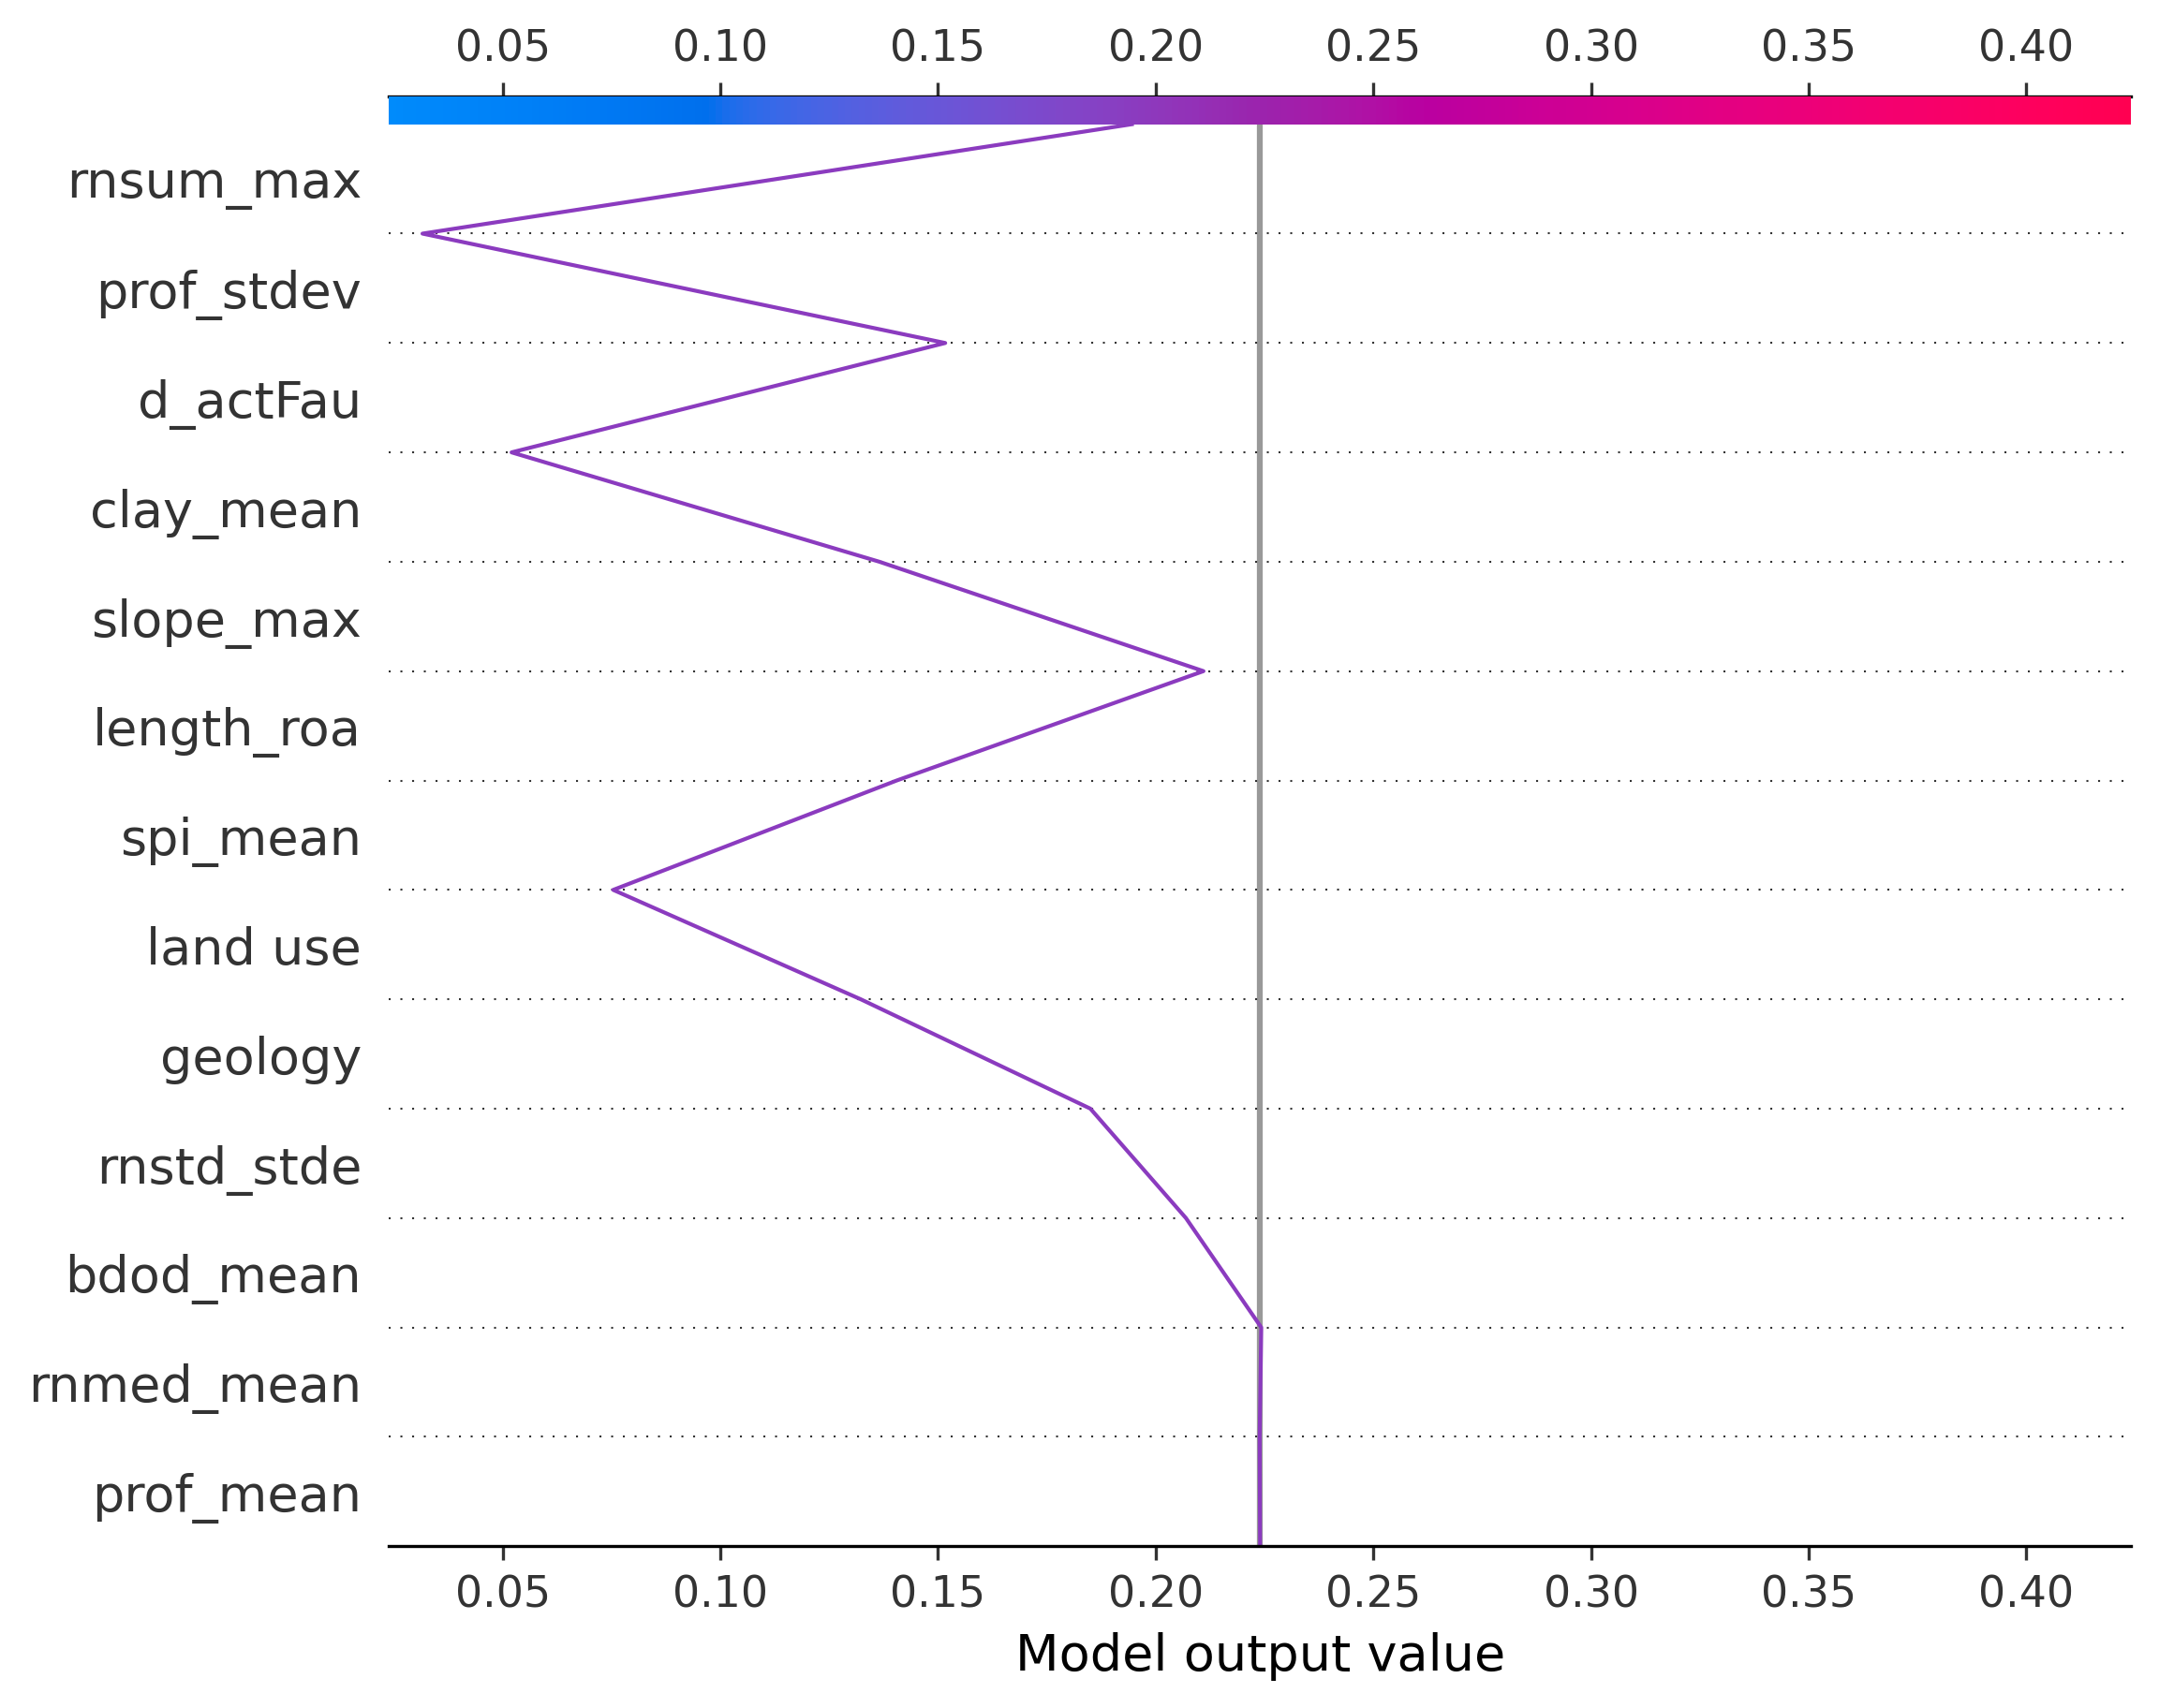 0.05 0.10 0.15 0.20 0.25 0.30 0.35 0.40
rnsum_max
prof_stdev
d_actFau
clay_mean
slope_max
length_roa
spi_mean
land use
geology
rnstd_stde
bdod_mean
rnmed_mean
prof_mean
0.05 0.10 0.15 0.20 0.25 0.30 0.35 0.40
Model output value